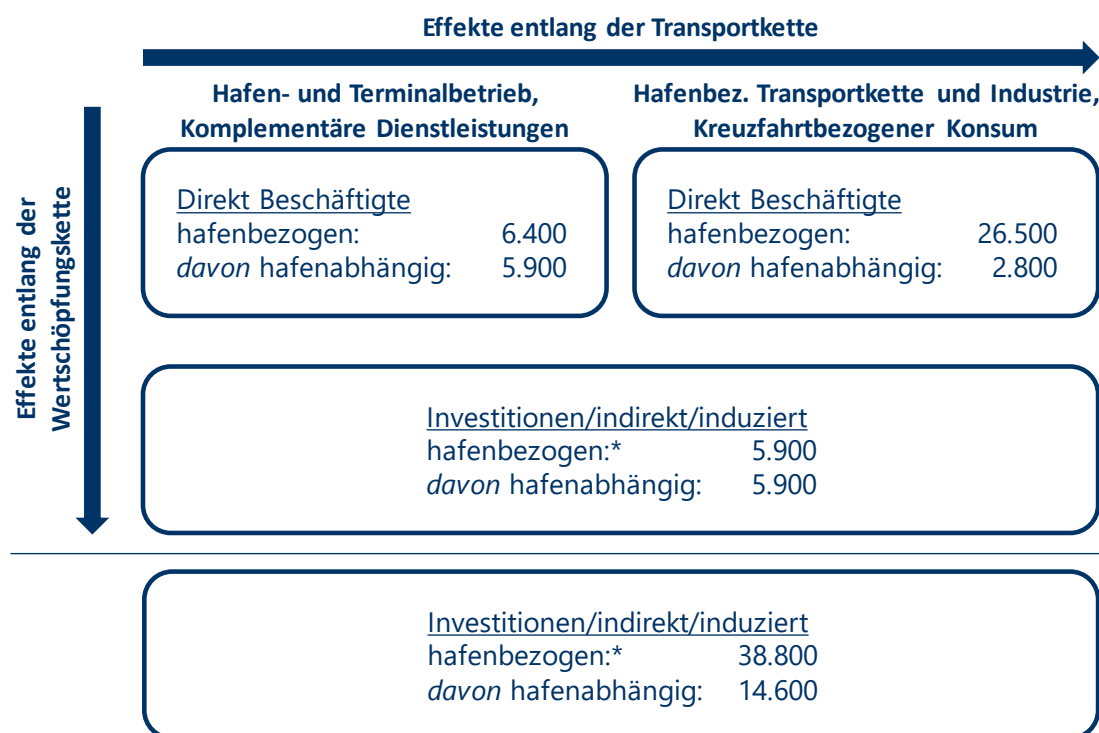 Effekte entlang der Transportkette
Hafen- und Terminalbetrieb,
Komplementäre Dienstleistungen
Hafenbez. Transportkette und Industrie,
Kreuzfahrtbezogener Konsum
Effekte entlang der
Wertschöpfungskette
Direkt Beschäftigte
hafenbezogen: 6.400
davon hafenabhängig: 5.900
Direkt Beschäftigte
hafenbezogen: 26.500
davon hafenabhängig: 2.800
Investitionen/indirekt/induziert
hafenbezogen:* 5.900
davon hafenabhängig: 5.900
Investitionen/indirekt/induziert
hafenbezogen:* 38.800
davon hafenabhängig: 14.600